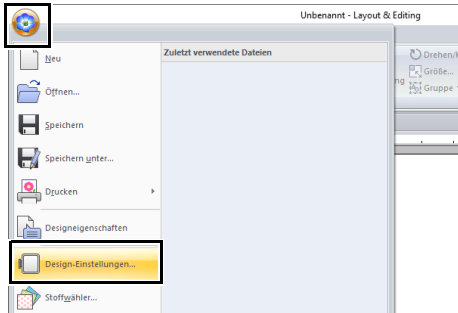 Unbenannt - Layout & Editing
Zuletzt verwendete Dateien
Neu
Öffnen...
Speichern
Speichern unter...
Drucken
Designeigenschaften
Design-Einstellungen...
Stoffwähler...
Drehen/
Größe...
ng
Gruppe